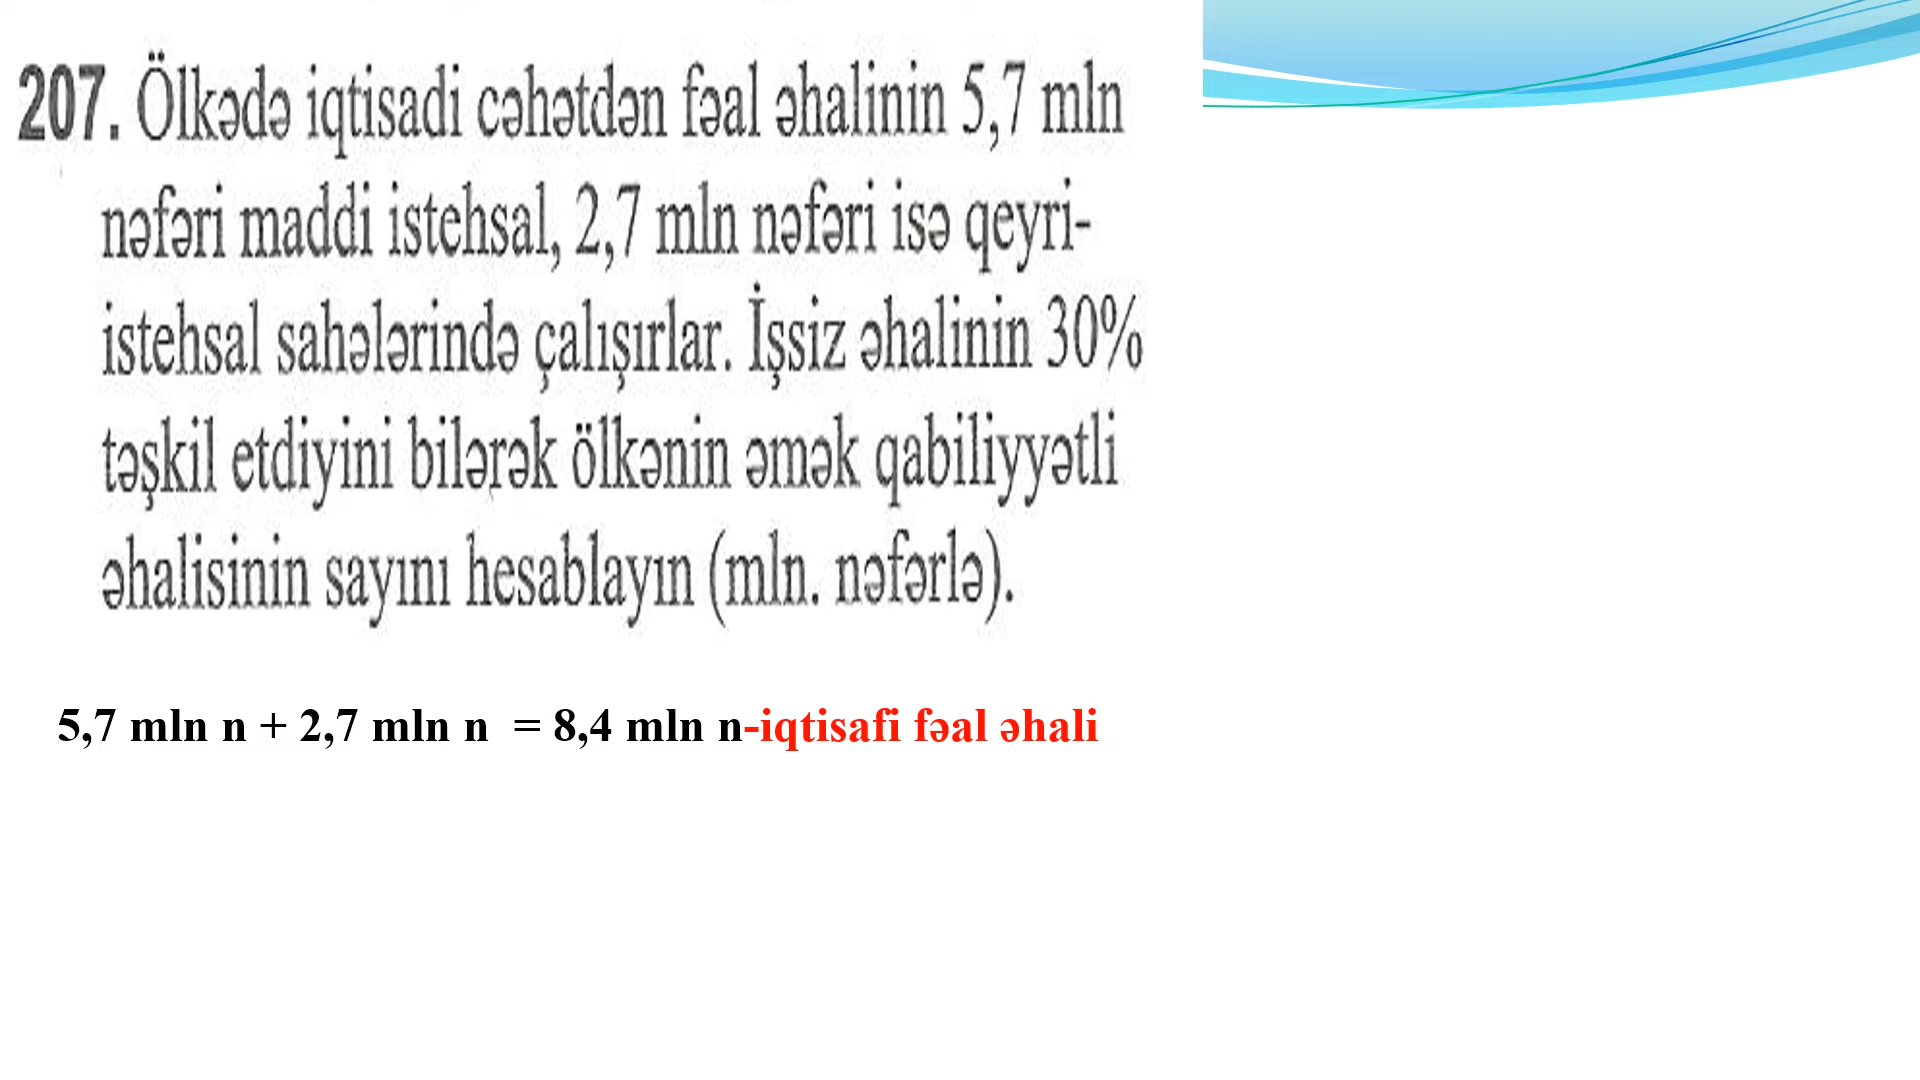 207. Ölkədə iqtisadi cəhətdən fəal əhalinin 5,7 mln
nəfəri maddi istehsal, 2,7 mln nəfəri isə qeyri-
istehsal sahələrində çalışırlar. İşsiz əhalinin 30%
təşkil etdiyini bilərək ölkənin əmək qabiliyyətli
əhalisinin sayını hesablayın (mln. nəfərlə).
5,7 mln n + 2,7 mln n = 8,4 mln n-iqtisafi fəal əhali